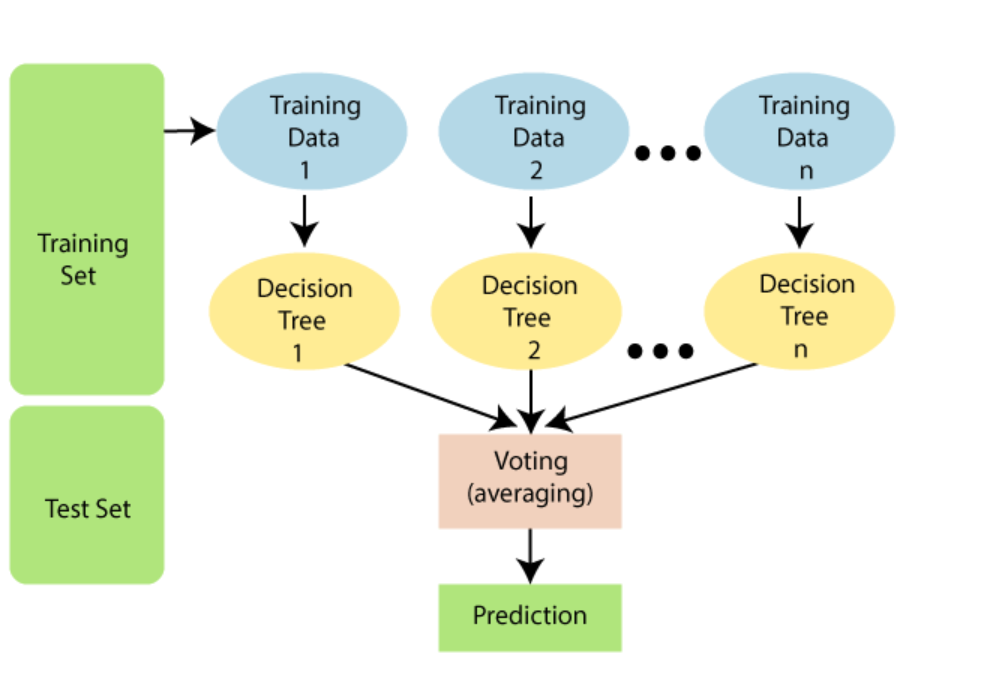 Training
Set
Test Set
Training
Data
1
Training
Data
2
Training
Data
n
Decision
Tree
1
Decision
Tree
2
Decision
Tree
n
Voting
(averaging)
Prediction